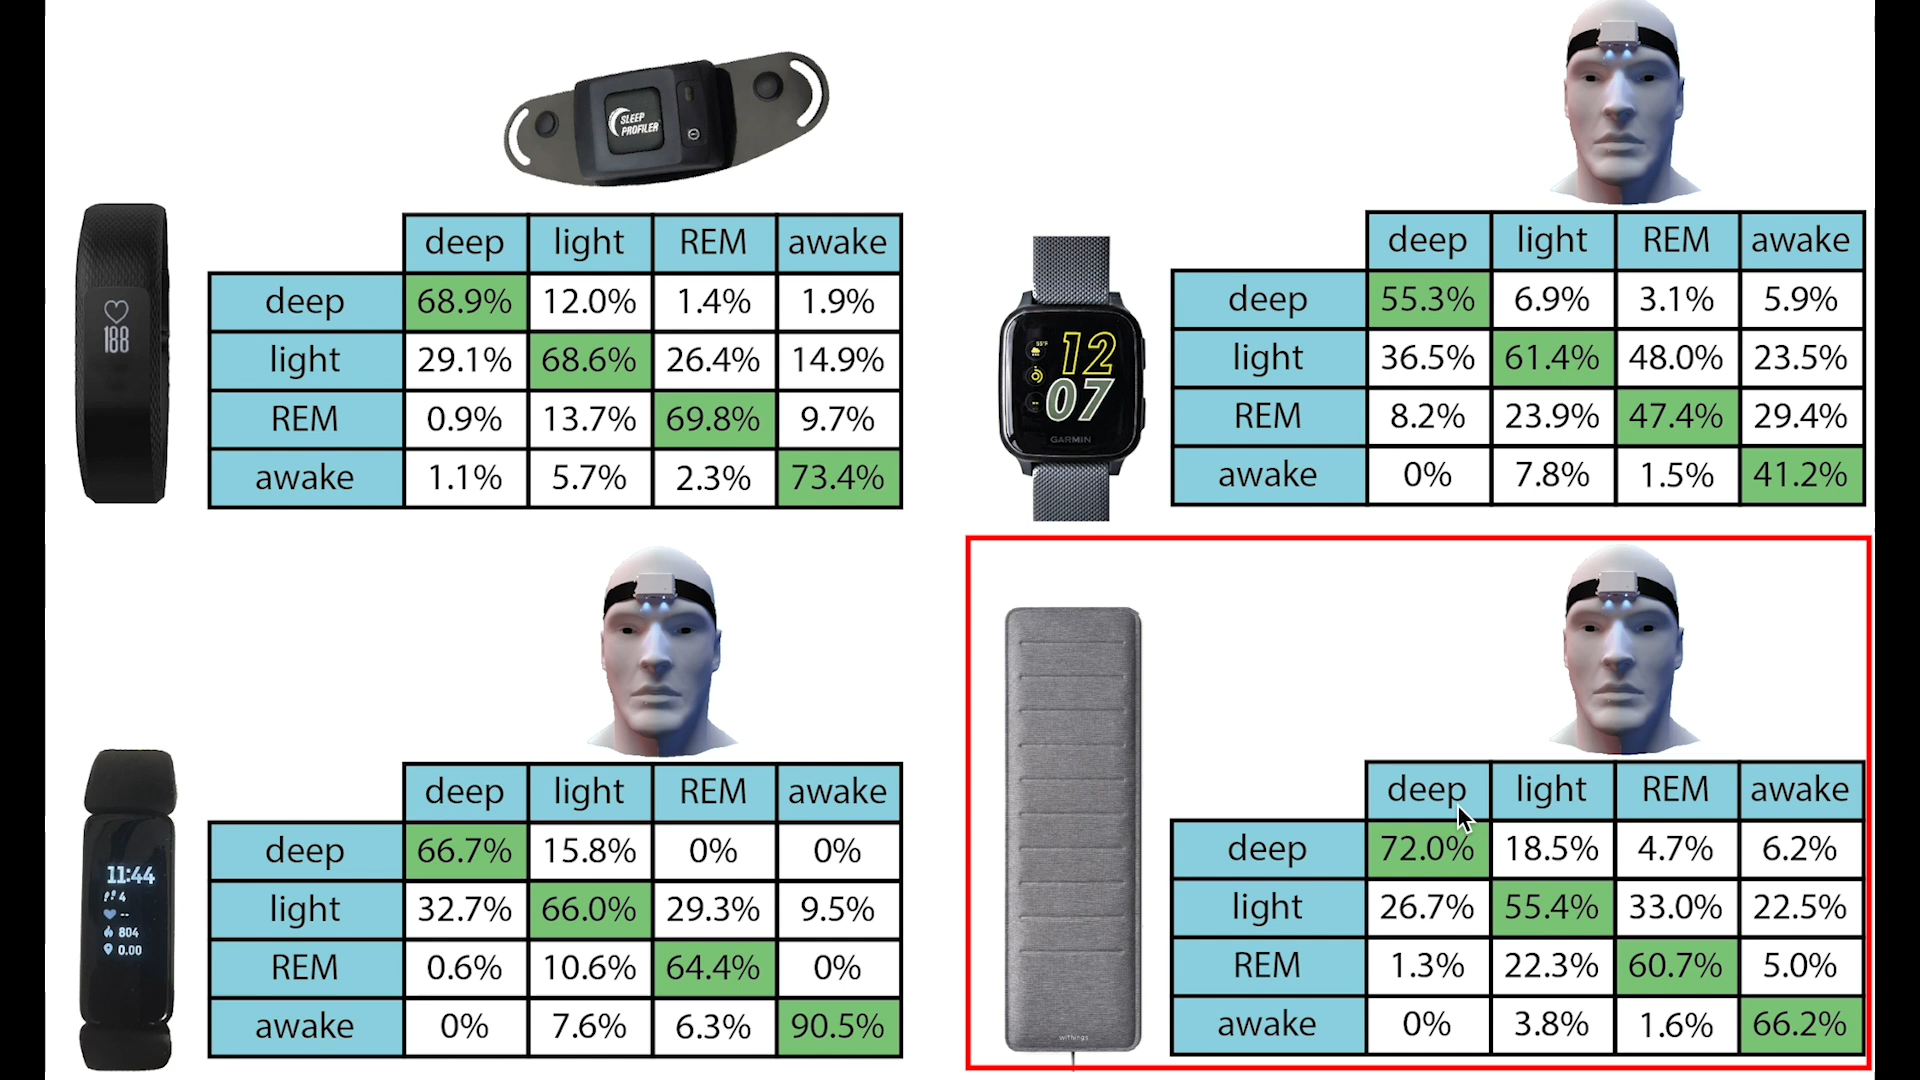 SLEEP
PROFILER
188
deep light REM awake
deep 68.9% 12.0% 1.4% 1.9%
light 29.1% 68.6% 26.4% 14.9%
REM 0.9% 13.7% 69.8% 9.7%
awake 1.1% 5.7% 2.3% 73.4%
12
07
GARMIN
deep light REM awake
deep 55.3% 6.9% 3.1% 5.9%
light 36.5% 61.4% 48.0% 23.5%
REM 8.2% 23.9% 47.4% 29.4%
awake 0% 7.8% 1.5% 41.2%
11:44
4
--
804
0.00
deep light REM awake
deep 66.7% 15.8% 0% 0%
light 32.7% 66.0% 29.3% 9.5%
REM 0.6% 10.6% 64.4% 0%
awake 0% 7.6% 6.3% 90.5%
withings
deep light REM awake
deep 72.0% 18.5% 4.7% 6.2%
light 26.7% 55.4% 33.0% 22.5%
REM 1.3% 22.3% 60.7% 5.0%
awake 0% 3.8% 1.6% 66.2%